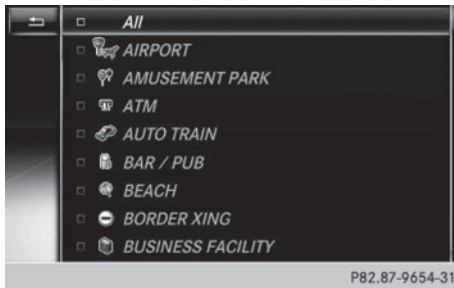 All
AIRPORT
AMUSEMENT PARK
ATM
AUTO TRAIN
BAR / PUB
BEACH
BORDER XING
BUSINESS FACILITY
P82.87-9654-31